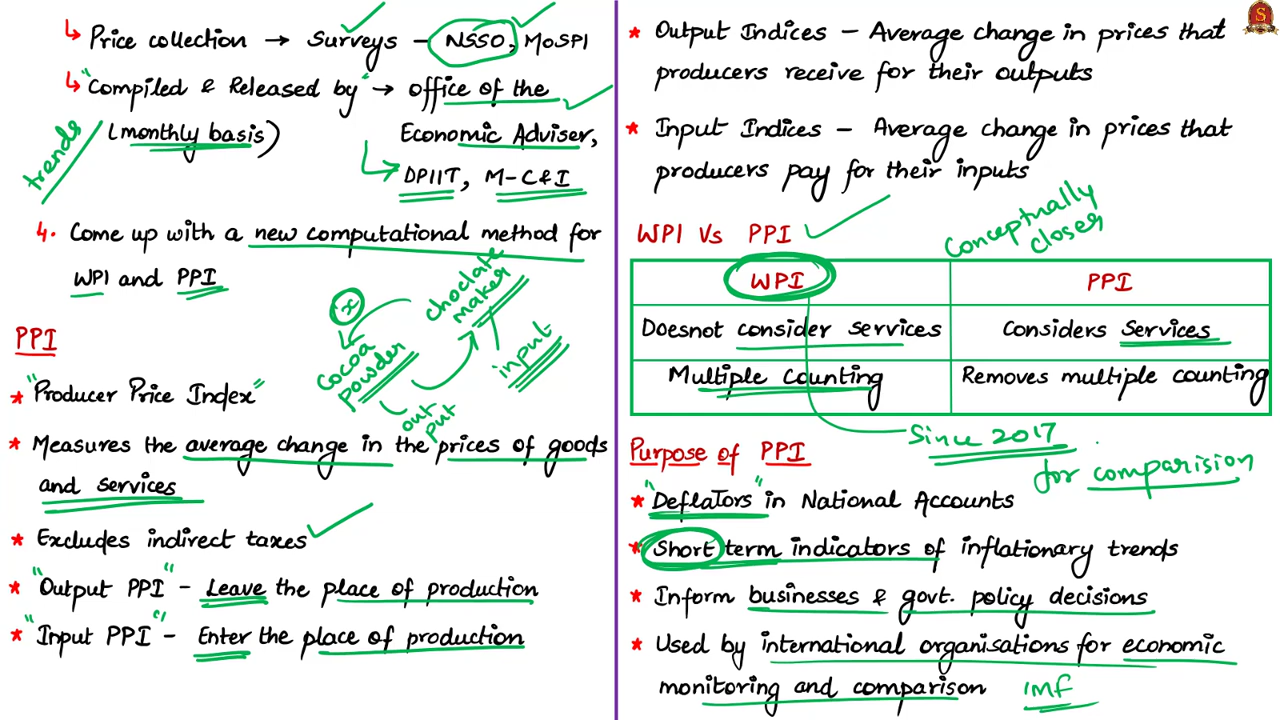 ↳ Price collection → Surveys - NSSO, MoSPI
↳ "Compiled & Released by" → office of the
(monthly basis) Economic Adviser,
trends
↳ DPIIT, M-C&I
4. Come up with a new computational method for
WPI and PPI
choclate
maker
x
cocoa
powder
input
out
put
PPI
* "Producer Price Index"
* Measures the average change in the prices of goods
and services
* Excludes indirect taxes
* "Output PPI" - Leave the place of production
* "Input PPI" - Enter the place of production
* Output Indices - Average change in prices that
producers receive for their outputs
* Input Indices - Average change in prices that
producers pay for their inputs
WPI Vs PPI
conceptually
closer
WPI PPI
Doesnot consider services Considers Services
Multiple counting Removes multiple counting
Since 2017
for comparision
Purpose of PPI
* "Deflators" in National Accounts
* Short term indicators of inflationary trends
* Inform businesses & govt. policy decisions
* Used by international organisations for economic
monitoring and comparison IMF
S